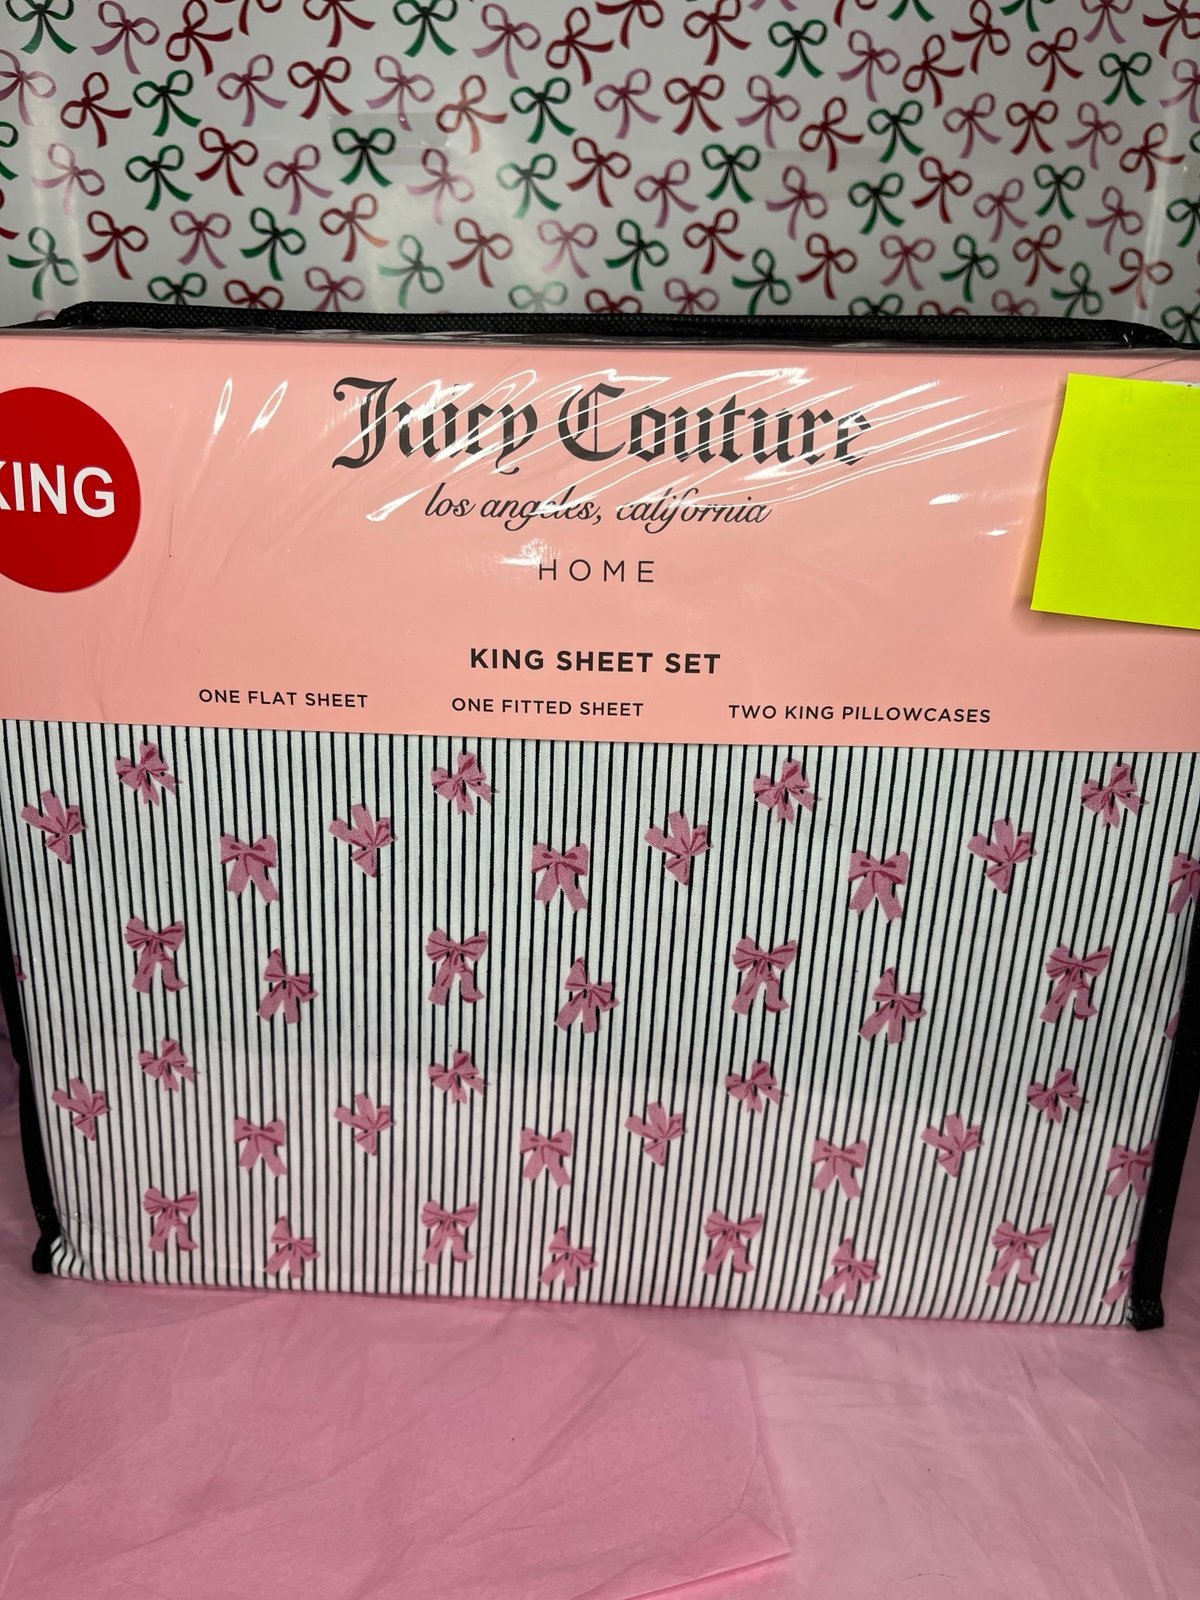 Juicy Couture
los angeles, california
HOME
KING
KING SHEET SET
ONE FLAT SHEET ONE FITTED SHEET TWO KING PILLOWCASES